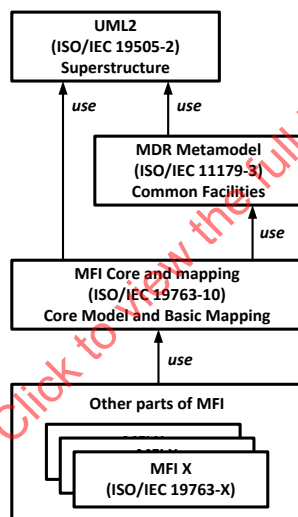 UML2
(ISO/IEC 19505-2)
Superstructure
use
use
MDR Metamodel
(ISO/IEC 11179-3)
Common Facilities
use
MFI Core and mapping
(ISO/IEC 19763-10)
Core Model and Basic Mapping
use
Other parts of MFI
MFI X
(ISO/IEC 19763-X)
Click to view the full